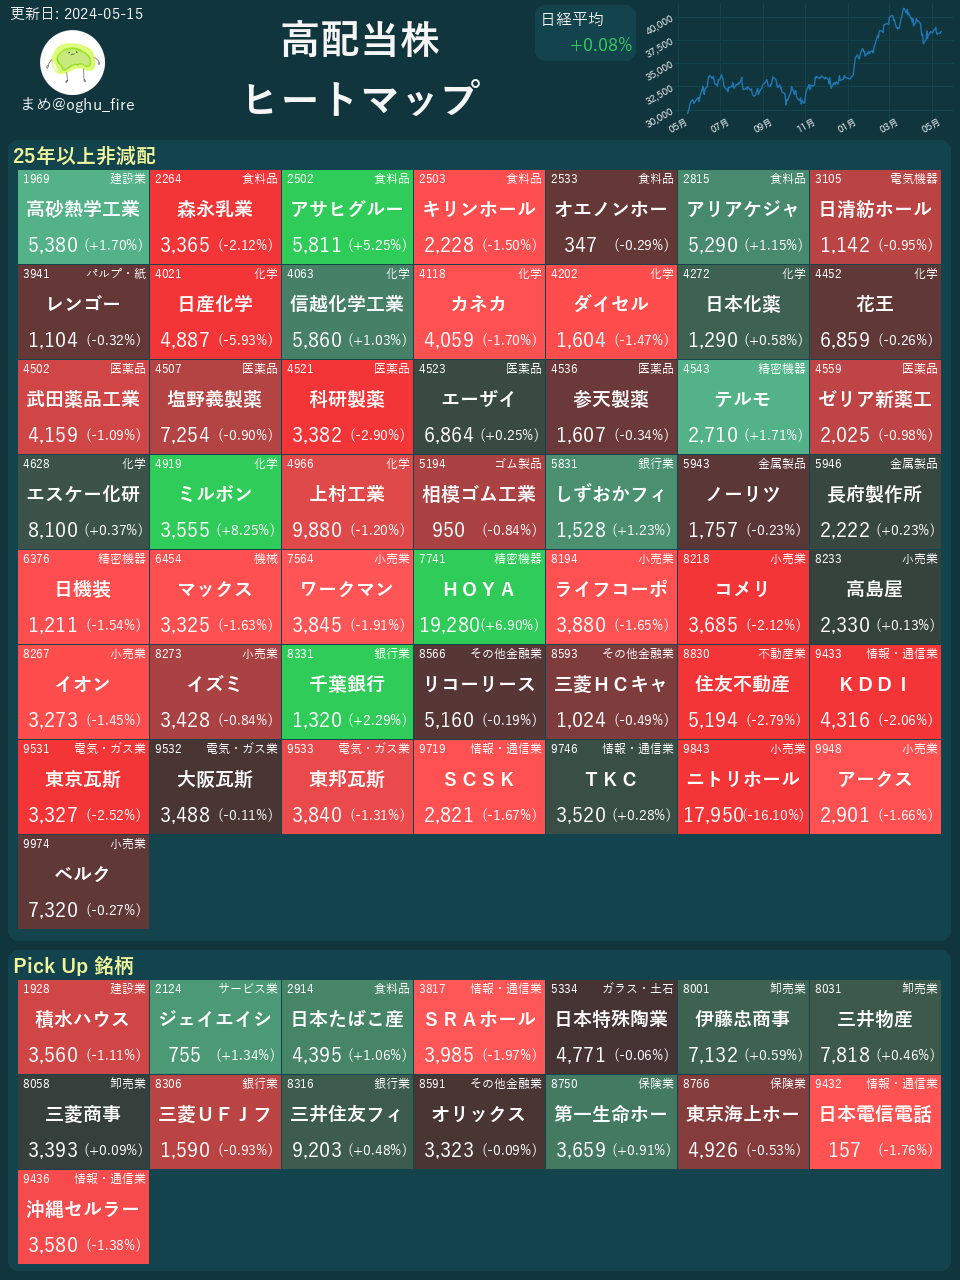 更新日: 2024-05-15
まめ@oghu_fire
高配当株
ヒートマップ
日経平均
+0.08%
40,000
37,500
35,000
32,500
30,000
05月 07月 09月 11月 01月 03月 05月
25年以上非減配
1969 建設業 2264 食料品 2502 食料品 2503 食料品 2533 食料品 2815 食料品 3105 電気機器
高砂熱学工業 森永乳業 アサヒグルー キリンホール オエノンホー アリアケジャ 日清紡ホール
5,380 (+1.70%) 3,365 (-2.12%) 5,811 (+5.25%) 2,228 (-1.50%) 347 (-0.29%) 5,290 (+1.15%) 1,142 (-0.95%)
3941 パルプ・紙 4021 化学 4063 化学 4118 化学 4202 化学 4272 化学 4452 化学
レンゴー 日産化学 信越化学工業 カネカ ダイセル 日本化薬 花王
1,104 (-0.32%) 4,887 (-5.93%) 5,860 (+1.03%) 4,059 (-1.70%) 1,604 (-1.47%) 1,290 (+0.58%) 6,859 (-0.26%)
4502 医薬品 4507 医薬品 4521 医薬品 4523 医薬品 4536 医薬品 4543 精密機器 4559 医薬品
武田薬品工業 塩野義製薬 科研製薬 エーザイ 参天製薬 テルモ ゼリア新薬工
4,159 (-1.09%) 7,254 (-0.90%) 3,382 (-2.90%) 6,864 (+0.25%) 1,607 (-0.34%) 2,710 (+1.71%) 2,025 (-0.98%)
4628 化学 4919 化学 4966 化学 5194 ゴム製品 5831 銀行業 5943 金属製品 5946 金属製品
エスケー化研 ミルボン 上村工業 相模ゴム工業 しずおかフィ ノーリツ 長府製作所
8,100 (+0.37%) 3,555 (+8.25%) 9,880 (-1.20%) 950 (-0.84%) 1,528 (+1.23%) 1,757 (-0.23%) 2,222 (+0.23%)
6376 精密機器 6454 機械 7564 小売業 7741 精密機器 8194 小売業 8218 小売業 8233 小売業
日機装 マックス ワークマン ＨＯＹＡ ライフコーポ コメリ 高島屋
1,211 (-1.54%) 3,325 (-1.63%) 3,845 (-1.91%) 19,280(+6.90%) 3,880 (-1.65%) 3,685 (-2.12%) 2,330 (+0.13%)
8267 小売業 8273 小売業 8331 銀行業 8566 その他金融業 8593 その他金融業 8830 不動産業 9433 情報・通信業
イオン イズミ 千葉銀行 リコーリース 三菱ＨＣキャ 住友不動産 ＫＤＤＩ
3,273 (-1.45%) 3,428 (-0.84%) 1,320 (+2.29%) 5,160 (-0.19%) 1,024 (-0.49%) 5,194 (-2.79%) 4,316 (-2.06%)
9531 電気・ガス業 9532 電気・ガス業 9533 電気・ガス業 9719 情報・通信業 9746 情報・通信業 9843 小売業 9948 小売業
東京瓦斯 大阪瓦斯 東邦瓦斯 ＳＣＳＫ ＴＫＣ ニトリホール アークス
3,327 (-2.52%) 3,488 (-0.11%) 3,840 (-1.31%) 2,821 (-1.67%) 3,520 (+0.28%) 17,950(-16.10%) 2,901 (-1.66%)
9974 小売業
ベルク
7,320 (-0.27%)
Pick Up 銘柄
1928 建設業 2124 サービス業 2914 食料品 3817 情報・通信業 5334 ガラス・土石 8001 卸売業 8031 卸売業
積水ハウス ジェイエイシ 日本たばこ産 ＳＲＡホール 日本特殊陶業 伊藤忠商事 三井物産
3,560 (-1.11%) 755 (+1.34%) 4,395 (+1.06%) 3,985 (-1.97%) 4,771 (-0.06%) 7,132 (+0.59%) 7,818 (+0.46%)
8058 卸売業 8306 銀行業 8316 銀行業 8591 その他金融業 8750 保険業 8766 保険業 9432 情報・通信業
三菱商事 三菱ＵＦＪフ 三井住友フィ オリックス 第一生命ホー 東京海上ホー 日本電信電話
3,393 (+0.09%) 1,590 (-0.93%) 9,203 (+0.48%) 3,323 (-0.09%) 3,659 (+0.91%) 4,926 (-0.53%) 157 (-1.76%)
9436 情報・通信業
沖縄セルラー
3,580 (-1.38%)